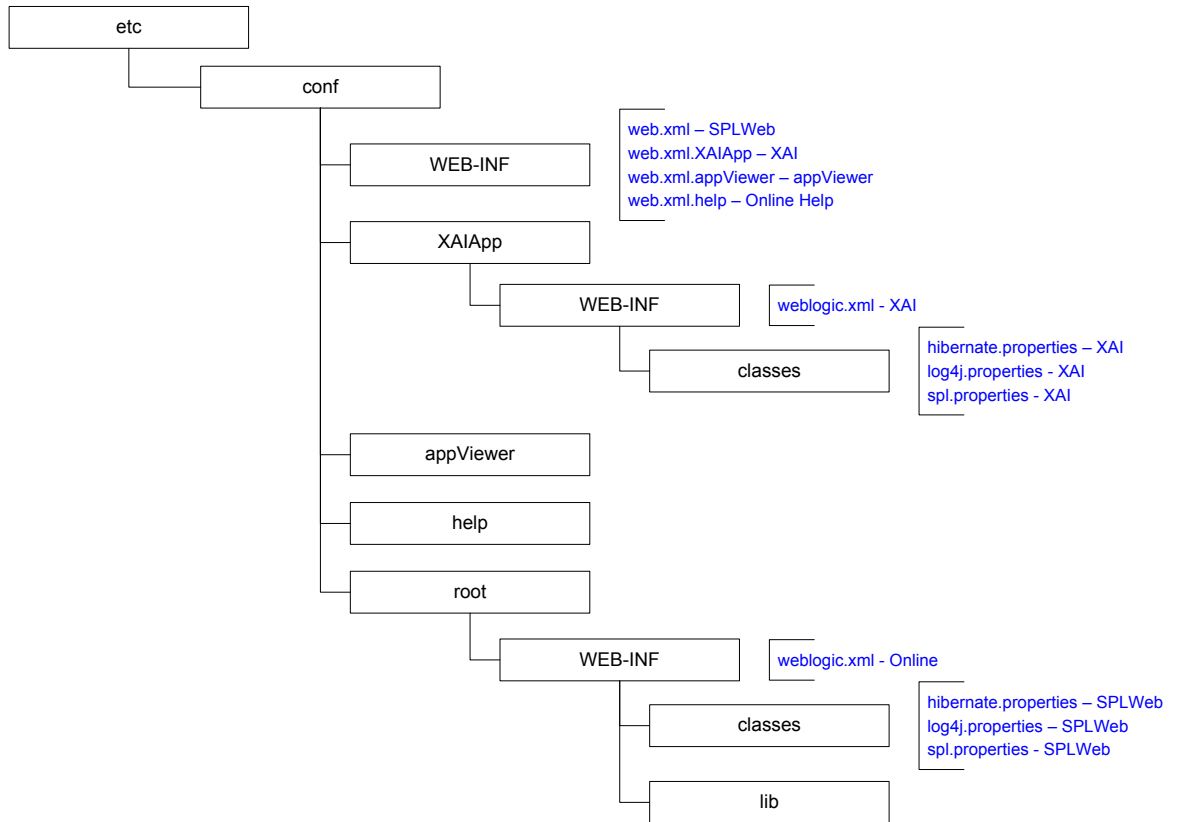 etc
conf
WEB-INF
web.xml – SPLWeb
web.xml.XAIApp – XAI
web.xml.appViewer – appViewer
web.xml.help – Online Help
XAIApp
WEB-INF
weblogic.xml - XAI
classes
hibernate.properties – XAI
log4j.properties - XAI
spl.properties - XAI
appViewer
help
root
WEB-INF
weblogic.xml - Online
classes
hibernate.properties – SPLWeb
log4j.properties – SPLWeb
spl.properties - SPLWeb
lib